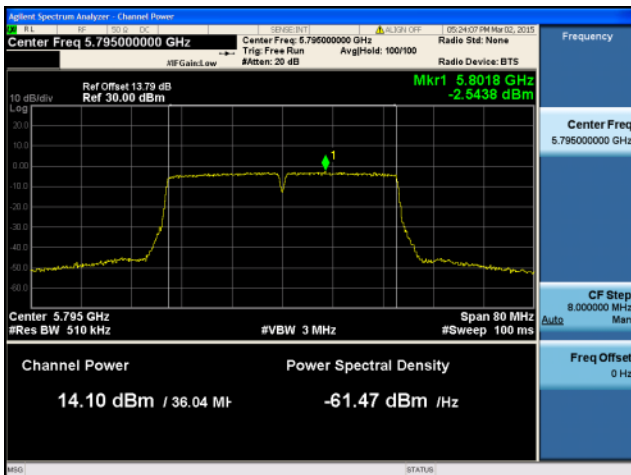 Agilent Spectrum Analyzer - Channel Power
RL RF 50 Ω DC SENSE:INT ALIGN OFF 05:24:07 PM Mar 02, 2015
Center Freq 5.795000000 GHz
Center Freq: 5.795000000 GHz
Radio Std: None
Trig: Free Run Avg|Hold: 100/100
#IFGain:Low #Atten: 20 dB Radio Device: BTS
Frequency
Mkr1 5.8018 GHz
-2.5438 dBm
Ref Offset 13.79 dB
10 dB/div Ref 30.00 dBm
Log
20.0
10.0
0.00
-10.0
-20.0
-30.0
-40.0
-50.0
-60.0
1
Center 5.795 GHz Span 80 MHz
#Res BW 510 kHz #VBW 3 MHz #Sweep 100 ms
Center Freq
5.795000000 GHz
CF Step
8.000000 MHz
Auto Man
Freq Offset
0 Hz
Channel Power Power Spectral Density
14.10 dBm / 36.04 MH -61.47 dBm /Hz
MSG STATUS